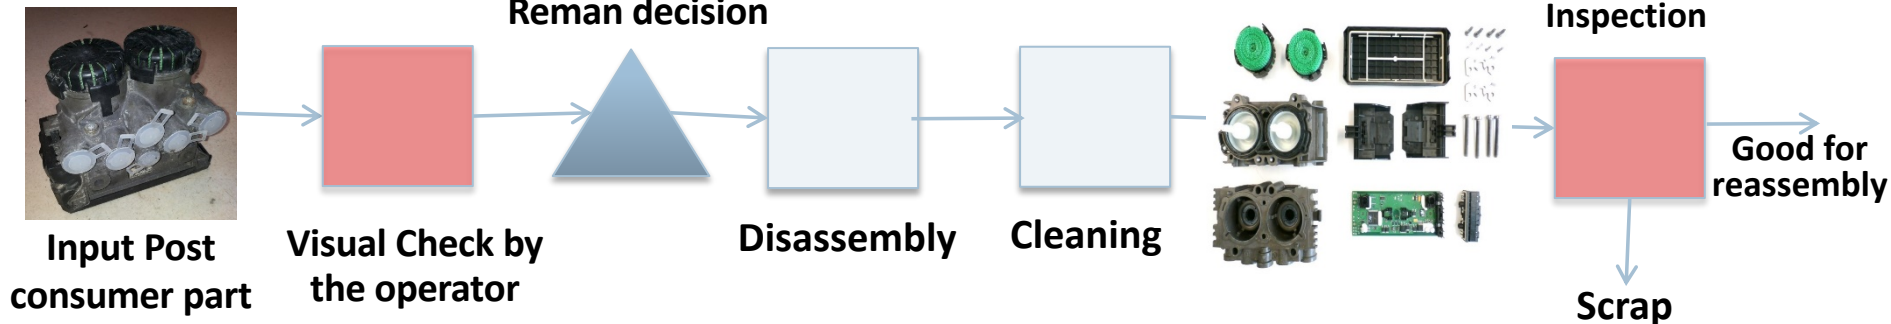 Reman decision
Inspection
Input Post
consumer part
Visual Check by
the operator
Disassembly
Cleaning
Good for
reassembly
Scrap